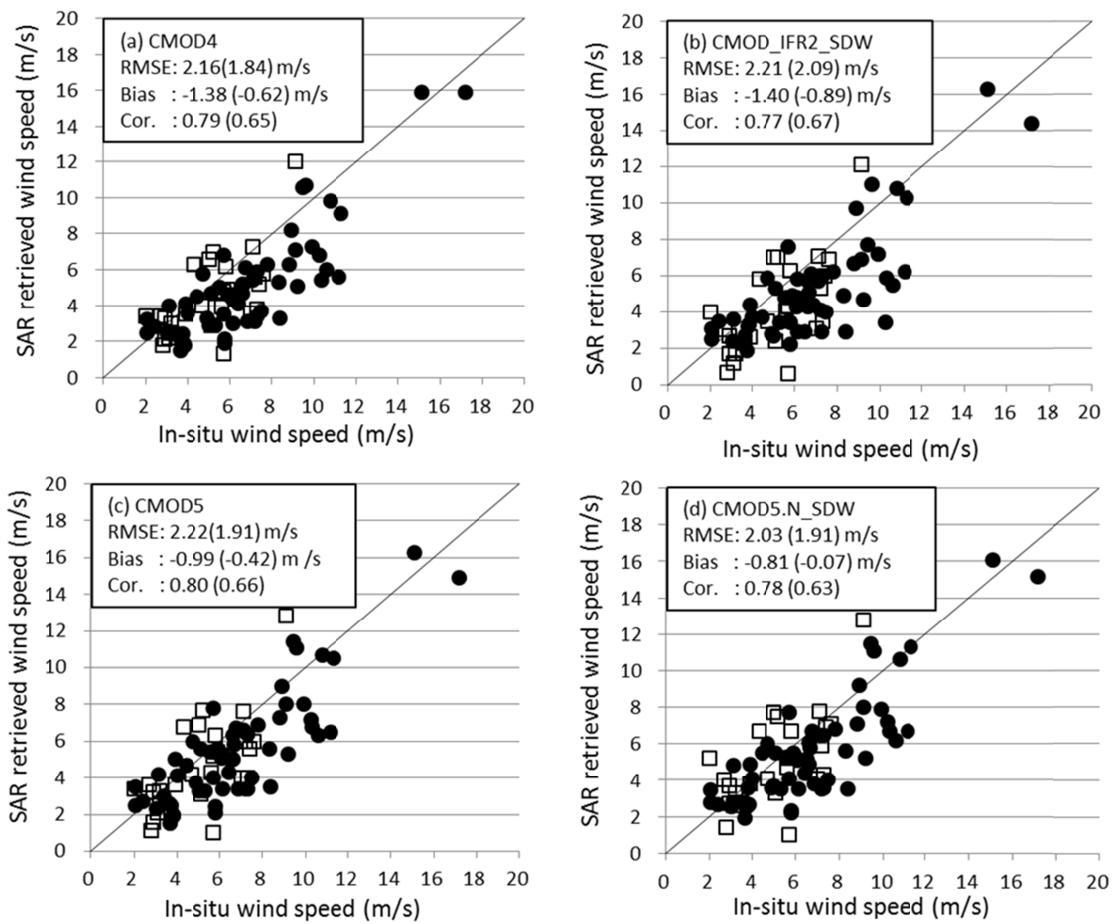 (a) CMOD4
RMSE: 2.16(1.84) m/s
Bias : -1.38 (-0.62) m/s
Cor. : 0.79 (0.65)
SAR retrieved wind speed (m/s)
20
18
16
14
12
10
8
6
4
2
0
0 2 4 6 8 10 12 14 16 18 20
In-situ wind speed (m/s)
(b) CMOD_IFR2_SDW
RMSE: 2.21 (2.09) m/s
Bias : -1.40 (-0.89) m/s
Cor. : 0.77 (0.67)
SAR retrieved wind speed (m/s)
20
18
16
14
12
10
8
6
4
2
0
0 2 4 6 8 10 12 14 16 18 20
In-situ wind speed (m/s)
(c) CMOD5
RMSE: 2.22(1.91) m/s
Bias : -0.99 (-0.42) m /s
Cor. : 0.80 (0.66)
SAR retrieved wind speed (m/s)
20
18
16
14
12
10
8
6
4
2
0
0 2 4 6 8 10 12 14 16 18 20
In-situ wind speed (m/s)
(d) CMOD5.N_SDW
RMSE: 2.03 (1.91) m/s
Bias : -0.81 (-0.07) m/s
Cor. : 0.78 (0.63)
SAR retrieved wind speed (m/s)
20
18
16
14
12
10
8
6
4
2
0
0 2 4 6 8 10 12 14 16 18 20
In-situ wind speed (m/s)